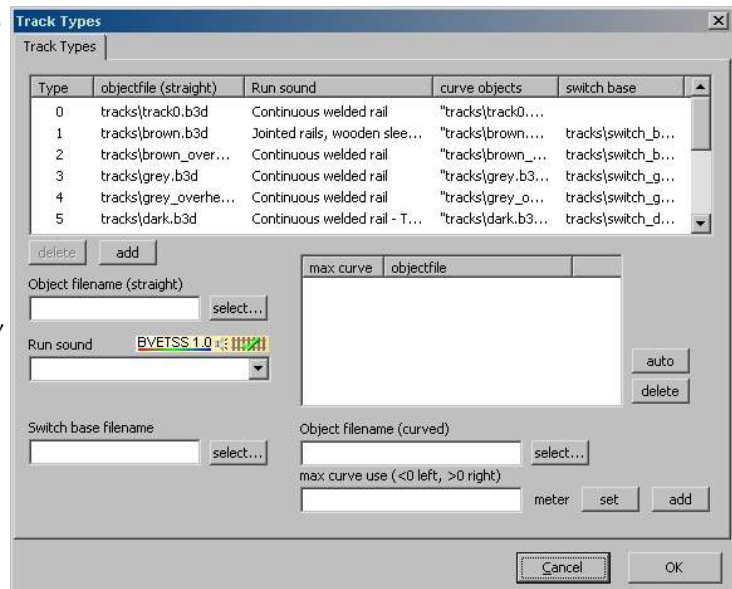 Track Types
Track Types
Type objectfile (straight) Run sound curve objects switch base
0 tracks\track0.b3d Continuous welded rail "tracks\track0....
1 tracks\brown.b3d Jointed rails, wooden slee... "tracks\brown.... tracks\switch_b...
2 tracks\brown_over... Continuous welded rail "tracks\brown_... tracks\switch_b...
3 tracks\grey.b3d Continuous welded rail "tracks\grey.b3... tracks\switch_g...
4 tracks\grey_overhe... Continuous welded rail "tracks\grey_o... tracks\switch_g...
5 tracks\dark.b3d Continuous welded rail - T... "tracks\dark.b3... tracks\switch_d...
delete add
max curve objectfile
Object filename (straight)
select...
Run sound BVETSS 1.0
auto
delete
Switch base filename Object filename (curved)
select... select...
max curve use (<0 left, >0 right)
meter set add
Cancel OK